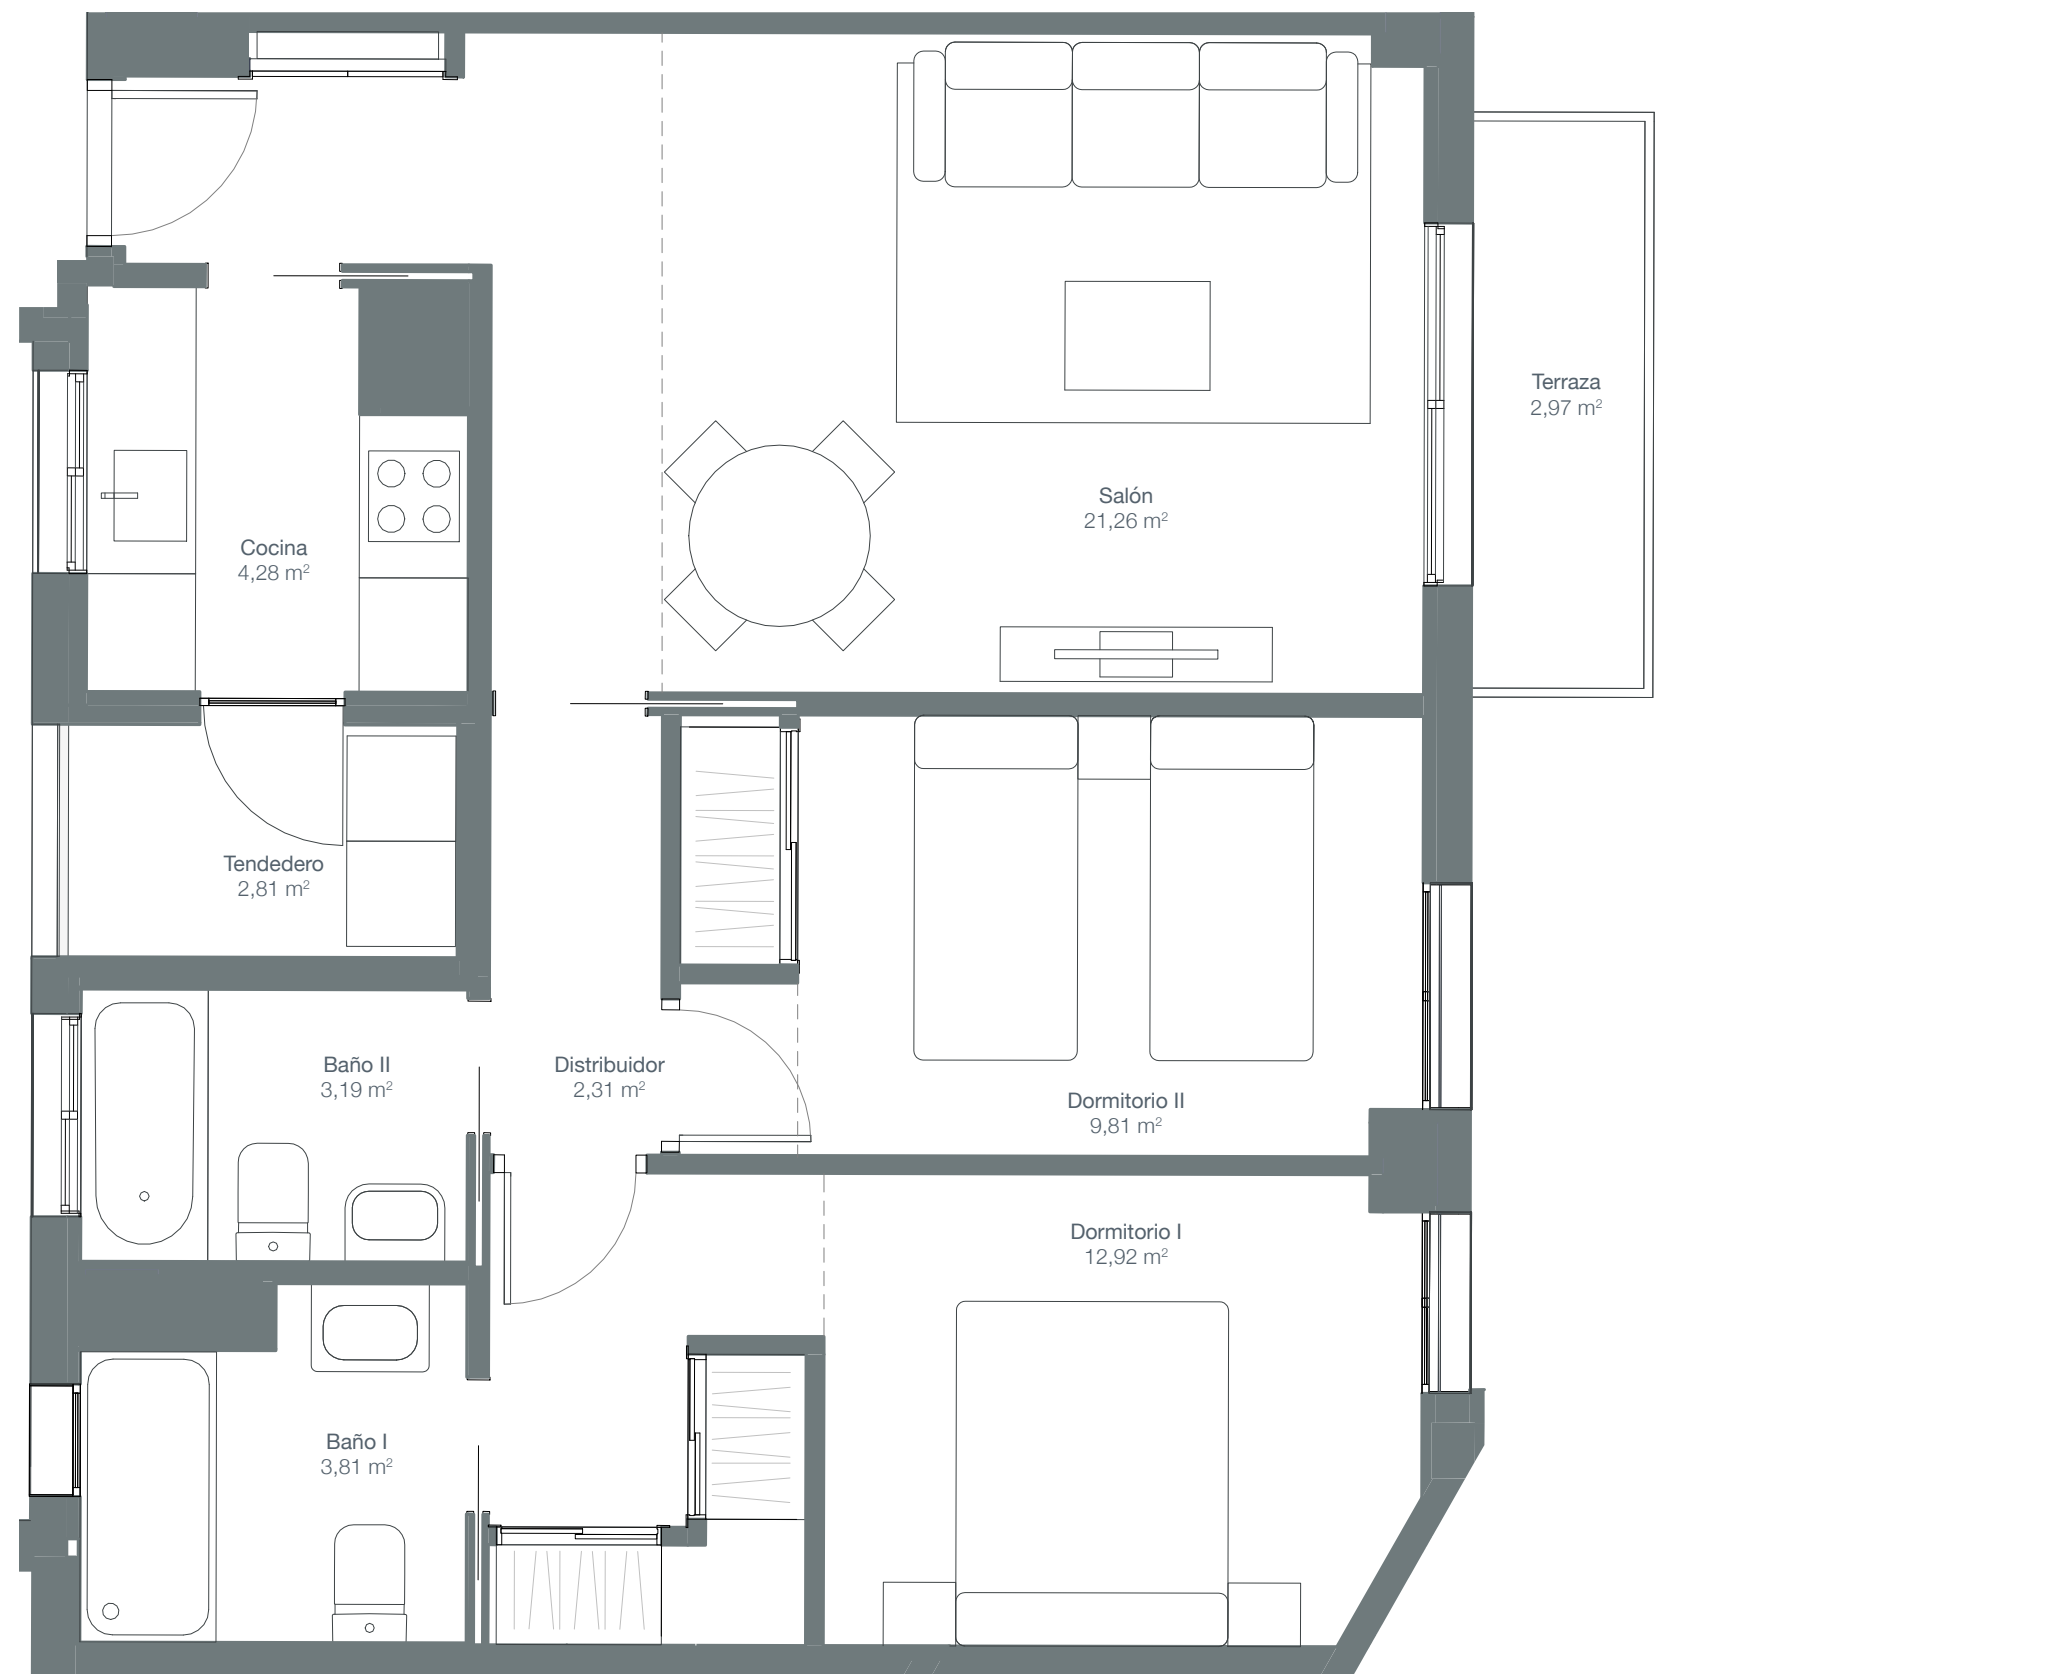 Terraza
2,97 m²
Salón
21,26 m²
Cocina
4,28 m²
Tendedero
2,81 m²
Baño II
3,19 m²
Distribuidor
2,31 m²
Dormitorio II
9,81 m²
Dormitorio I
12,92 m²
Baño I
3,81 m²